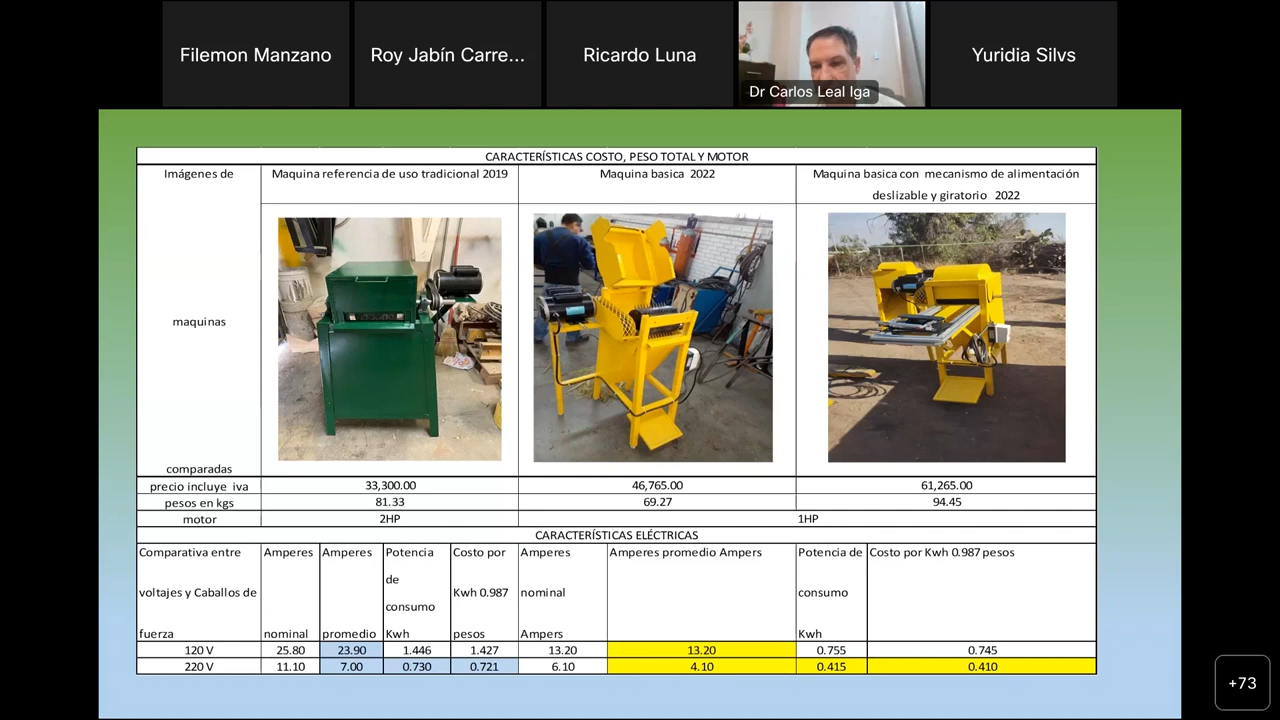 Filemon Manzano
Roy Jabín Carre...
Ricardo Luna
Dr Carlos Leal Iga
Yuridia Silvs
CARACTERÍSTICAS COSTO, PESO TOTAL Y MOTOR
Imágenes de
maquinas
comparadas
Maquina referencia de uso tradicional 2019
Maquina basica 2022
Maquina basica con mecanismo de alimentación
deslizable y giratorio 2022
precio incluye iva 33,300.00 46,765.00 61,265.00
pesos en kgs 81.33 69.27 94.45
motor 2HP 1HP
CARACTERÍSTICAS ELÉCTRICAS
Comparativa entre
voltajes y Caballos de
fuerza
Amperes
nominal
Amperes
promedio
Potencia
de
consumo
Kwh
Costo por
Kwh 0.987
pesos
Amperes
nominal
Ampers
Amperes promedio Ampers
Potencia de
consumo
Kwh
Costo por Kwh 0.987 pesos
120 V 25.80 23.90 1.446 1.427 13.20 13.20 0.755 0.745
220 V 11.10 7.00 0.730 0.721 6.10 4.10 0.415 0.410
+73